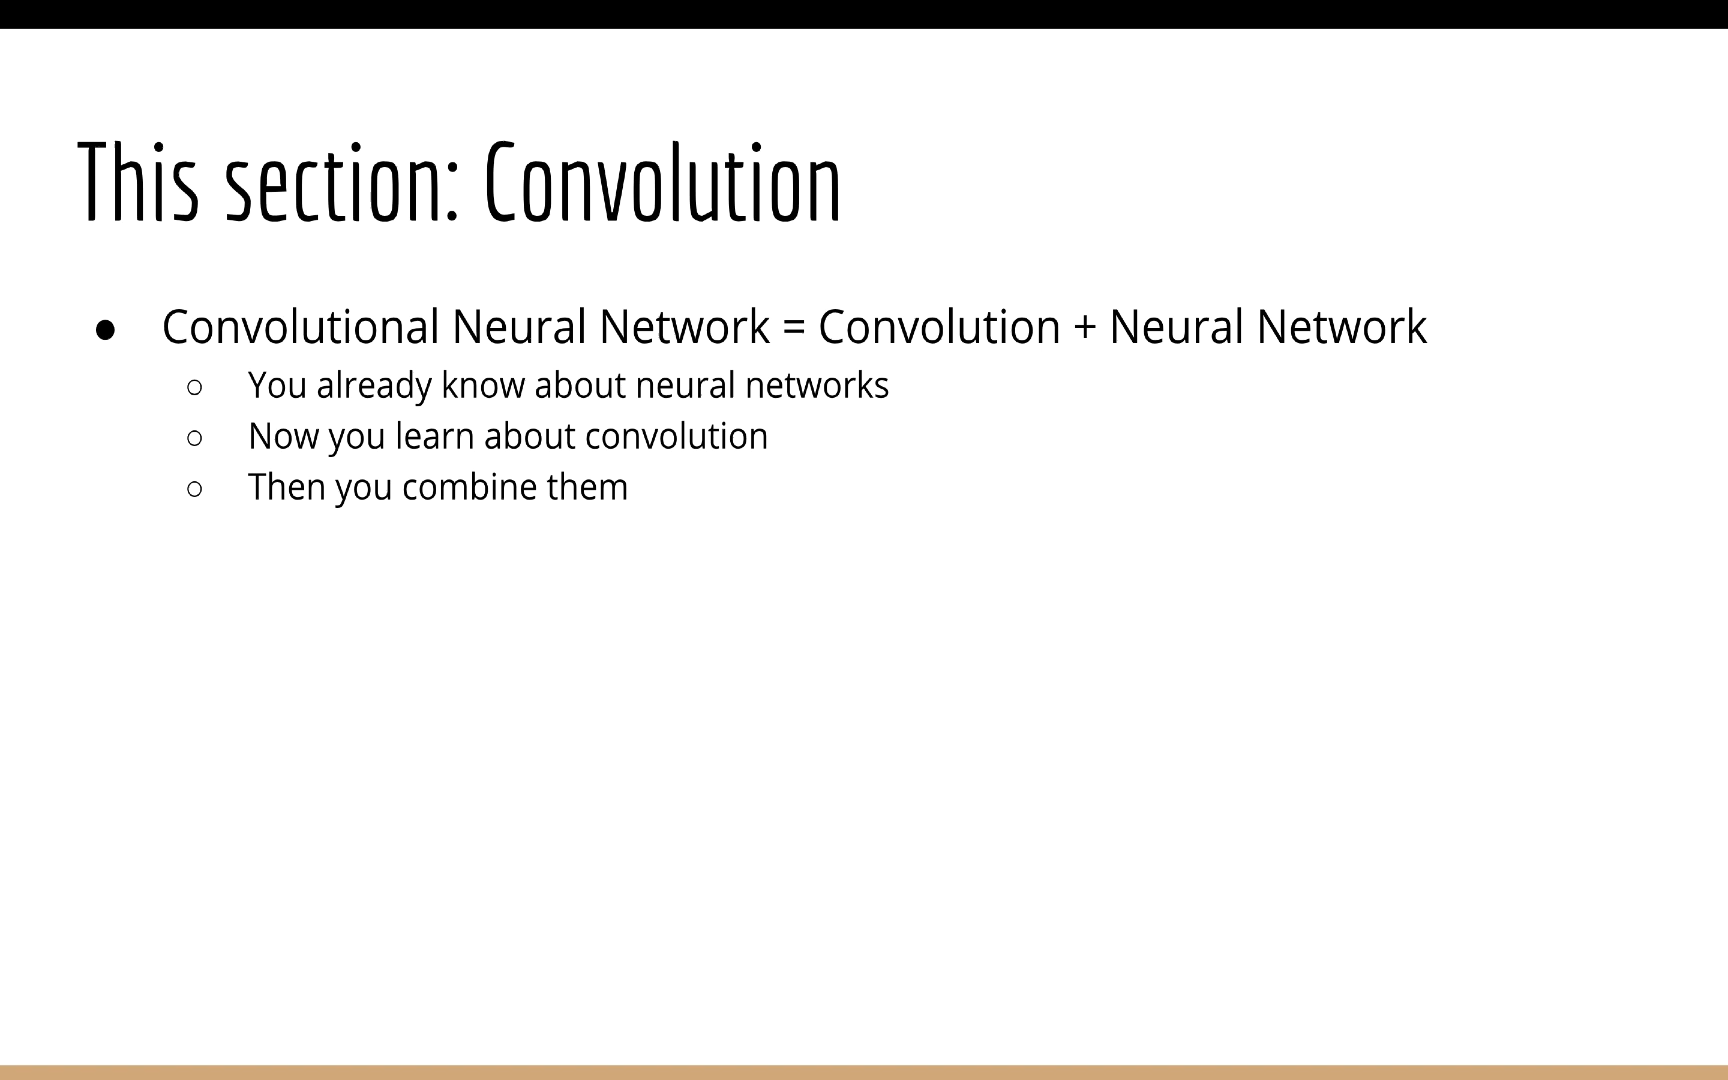 This section: Convolution
● Convolutional Neural Network = Convolution + Neural Network
○ You already know about neural networks
○ Now you learn about convolution
○ Then you combine them